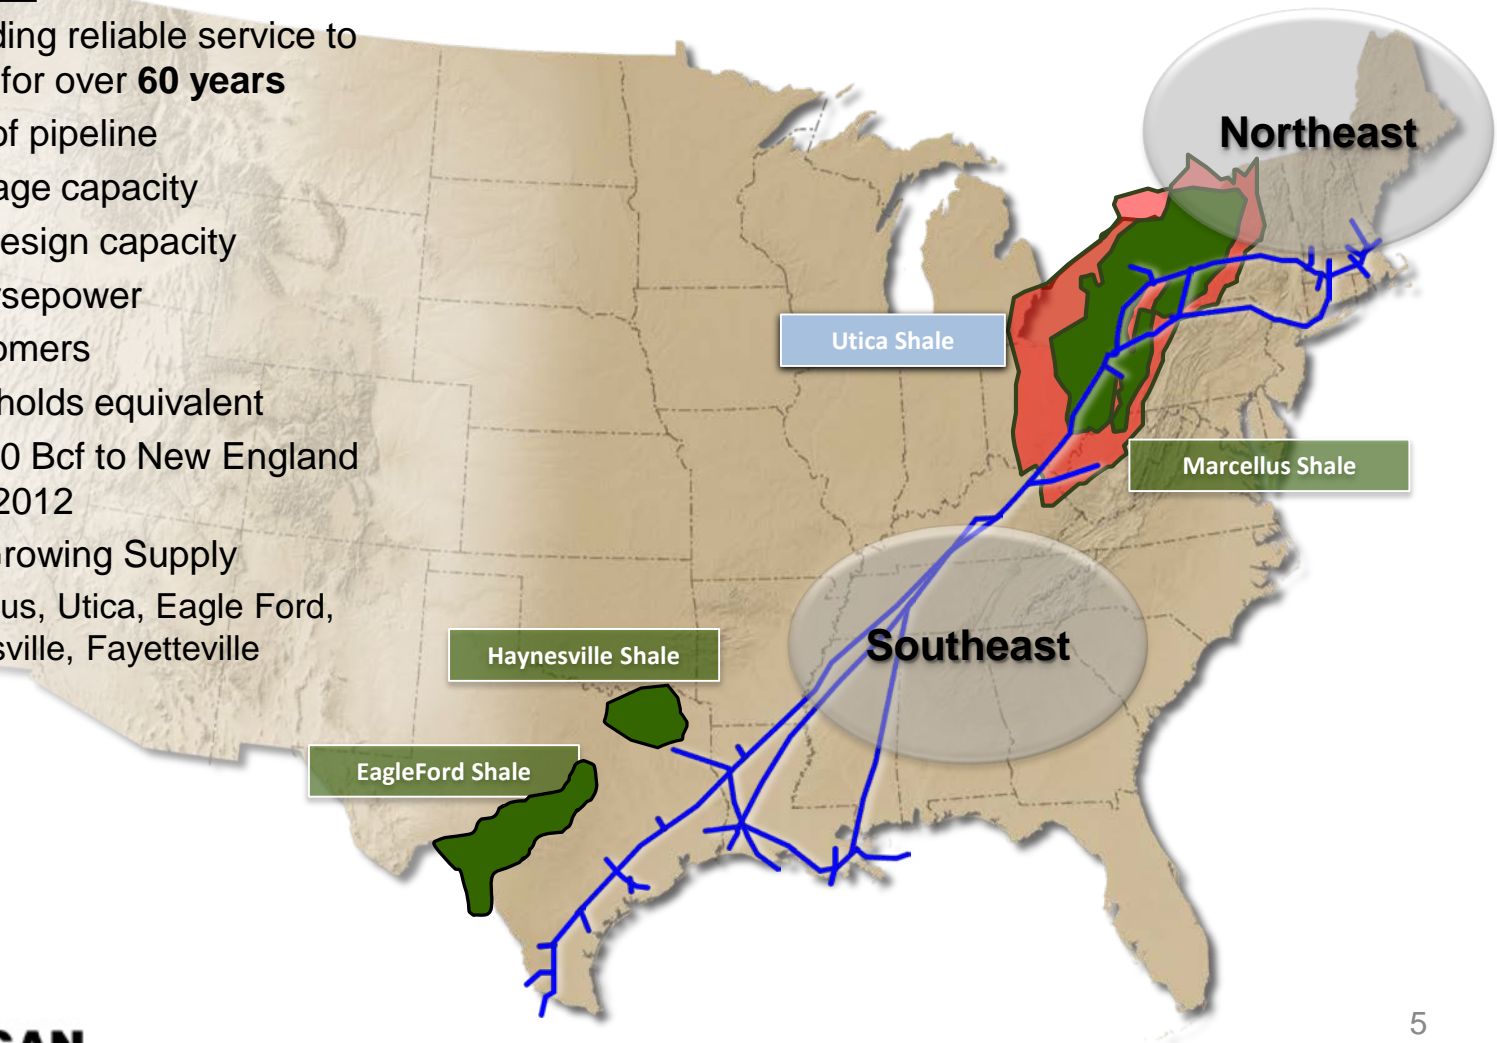 ding reliable service to
for over 60 years
of pipeline
age capacity
esign capacity
rsepower
omers
holds equivalent
0 Bcf to New England
2012
Growing Supply
us, Utica, Eagle Ford,
sville, Fayetteville
Northeast
Utica Shale
Marcellus Shale
Southeast
Haynesville Shale
EagleFord Shale
5